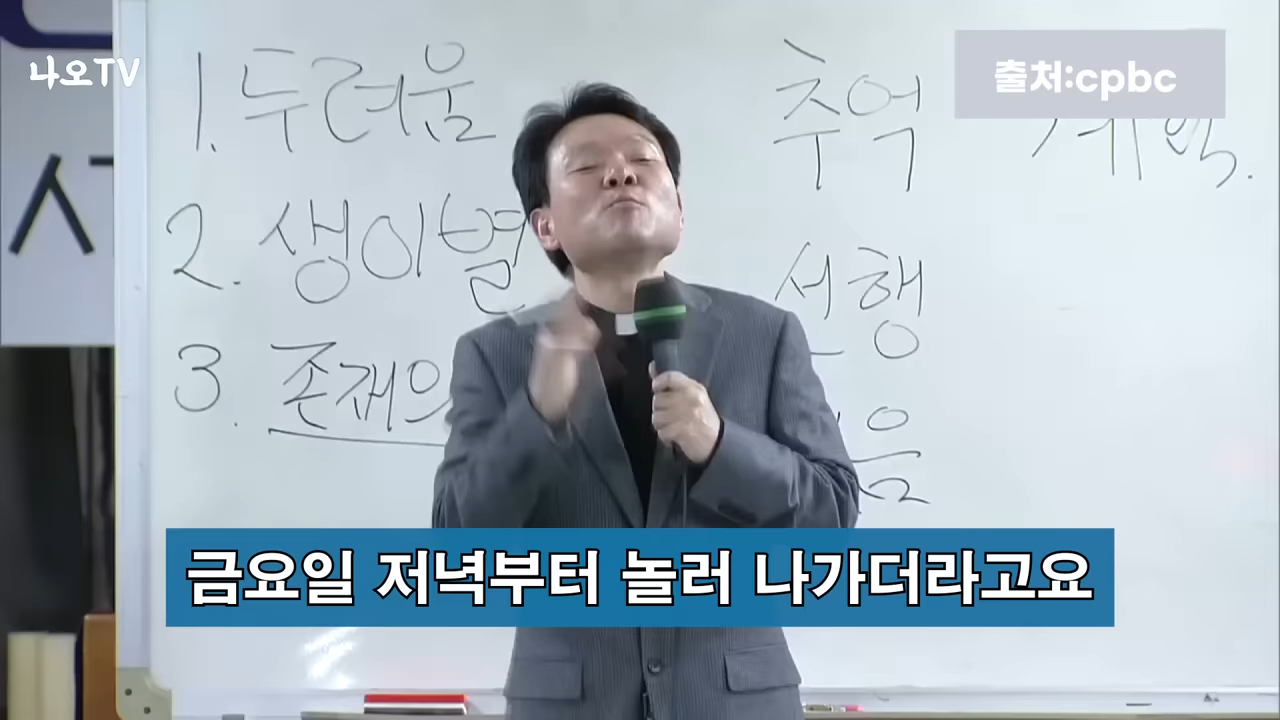 나오TV
출처:cpbc
1. 두려움
추억
2. 생이별
선행
3. 존재의
금요일 저녁부터 놀러 나가더라고요